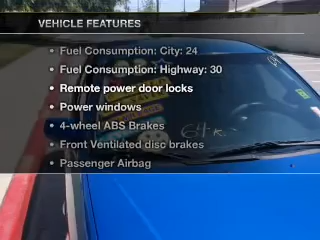 VEHICLE FEATURES
• Fuel Consumption: City: 24
• Fuel Consumption: Highway: 30
• Remote power door locks
• Power windows
• 4-wheel ABS Brakes
• Front Ventilated disc brakes
• Passenger Airbag